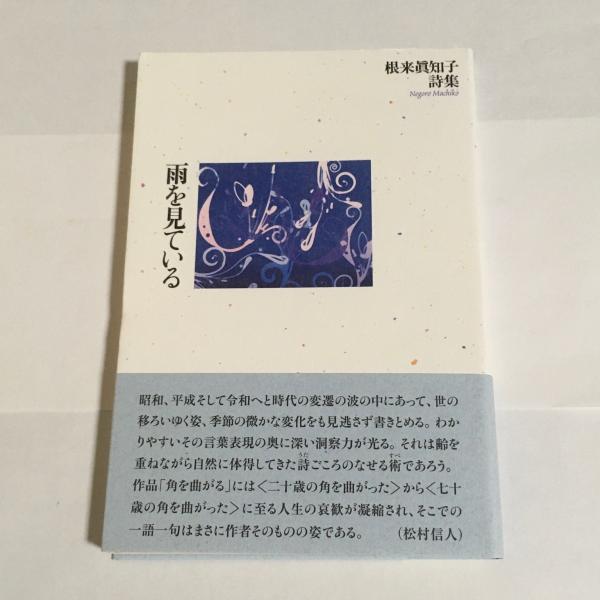 根来眞知子
詩集
Negoro Machiko
雨を見ている
昭和、平成そして令和へと時代の変遷の波の中にあって、世の
移ろいゆく姿、季節の微かな変化をも見逃さず書きとめる。わか
りやすいその言葉表現の奥に深い洞察力が光る。それは齢を
重ねながら自然に体得してきた詩ごころのなせる術であろう。
作品「角を曲がる」には＜二十歳の角を曲がった＞から＜七十
歳の角を曲がった＞に至る人生の哀歓が凝縮され、そこでの
一語一句はまさに作者そのものの姿である。　（松村信人）